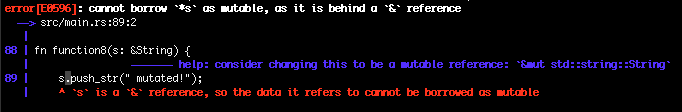 error[E0596]: cannot borrow `*s` as mutable, as it is behind a `&` reference
--> src/main.rs:89:2
|
88 | fn function8(s: &String) {
| ------- help: consider changing this to be a mutable reference: `&mut std::string::String`
89 | s.push_str(" mutated!");
| ^ `s` is a `&` reference, so the data it refers to cannot be borrowed as mutable